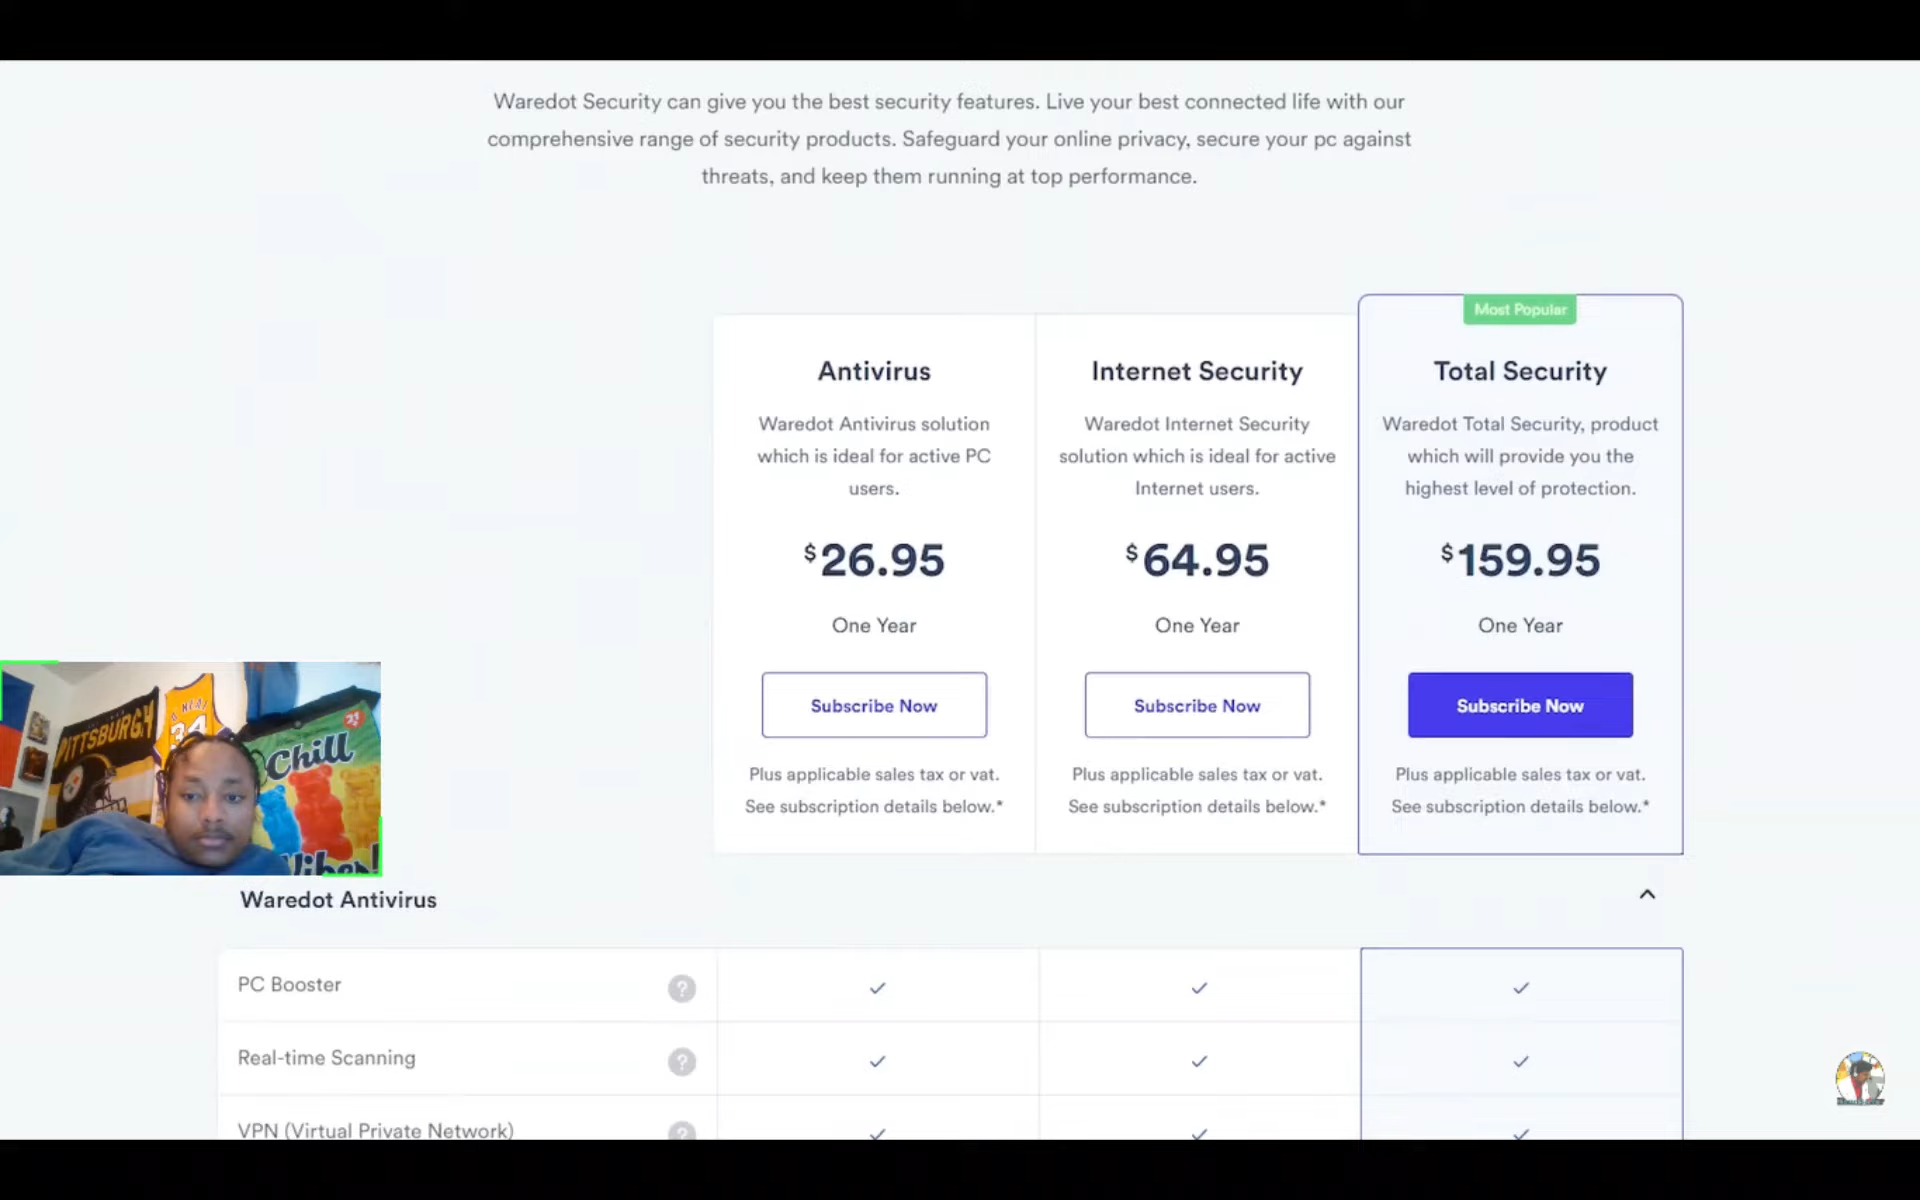 Waredot Security can give you the best security features. Live your best connected life with our
comprehensive range of security products. Safeguard your online privacy, secure your pc against
threats, and keep them running at top performance.
Antivirus
Waredot Antivirus solution
which is ideal for active PC
users.
$26.95
One Year
Subscribe Now
Plus applicable sales tax or vat.
See subscription details below.*
Internet Security
Waredot Internet Security
solution which is ideal for active
Internet users.
$64.95
One Year
Subscribe Now
Plus applicable sales tax or vat.
See subscription details below.*
Most Popular
Total Security
Waredot Total Security, product
which will provide you the
highest level of protection.
$159.95
One Year
Subscribe Now
Plus applicable sales tax or vat.
See subscription details below.*
PITTSBURGH
34
Chill
Vibes!
Waredot Antivirus
PC Booster
?
Real-time Scanning
?
VPN (Virtual Private Network)
?